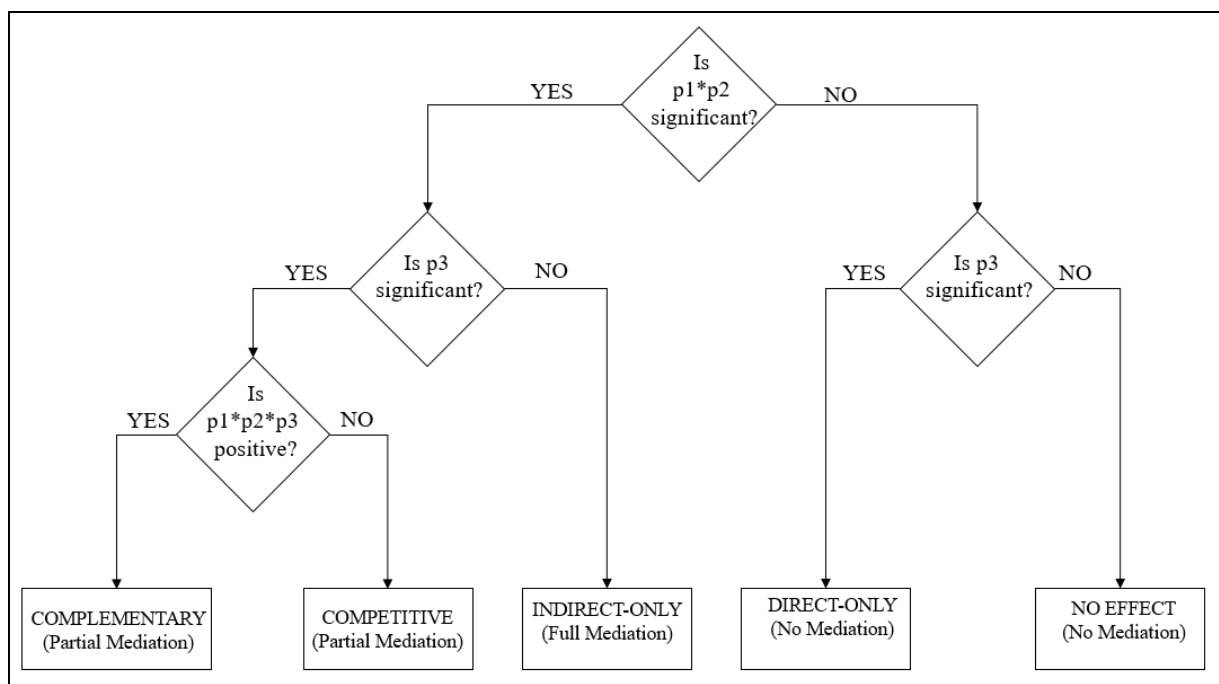 Is
p1*p2
significant?
YES
NO
Is p3
significant?
YES
NO
Is p3
significant?
YES
NO
Is
p1*p2*p3
positive?
YES
NO
COMPLEMENTARY
(Partial Mediation)
COMPETITIVE
(Partial Mediation)
INDIRECT-ONLY
(Full Mediation)
DIRECT-ONLY
(No Mediation)
NO EFFECT
(No Mediation)